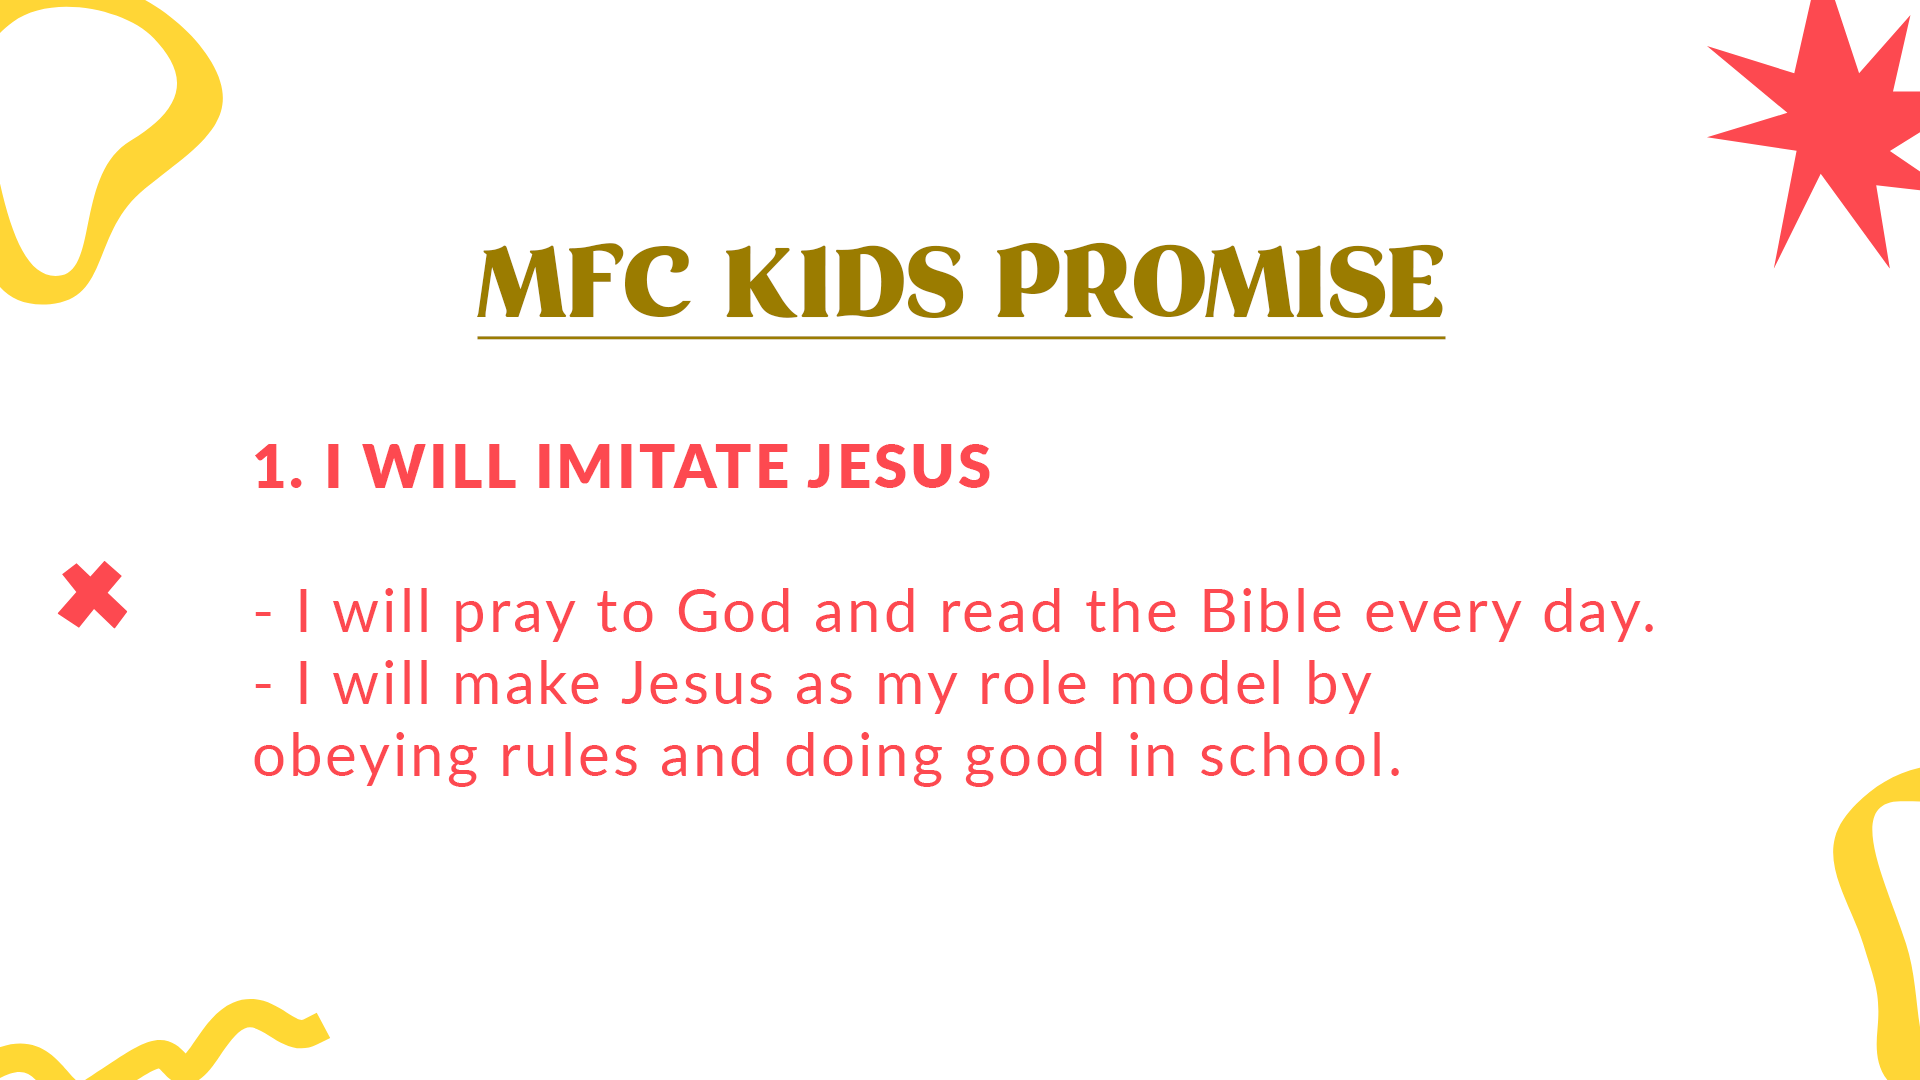 MFC KIDS PROMISE
1. I WILL IMITATE JESUS
- I will pray to God and read the Bible every day.
- I will make Jesus as my role model by
obeying rules and doing good in school.